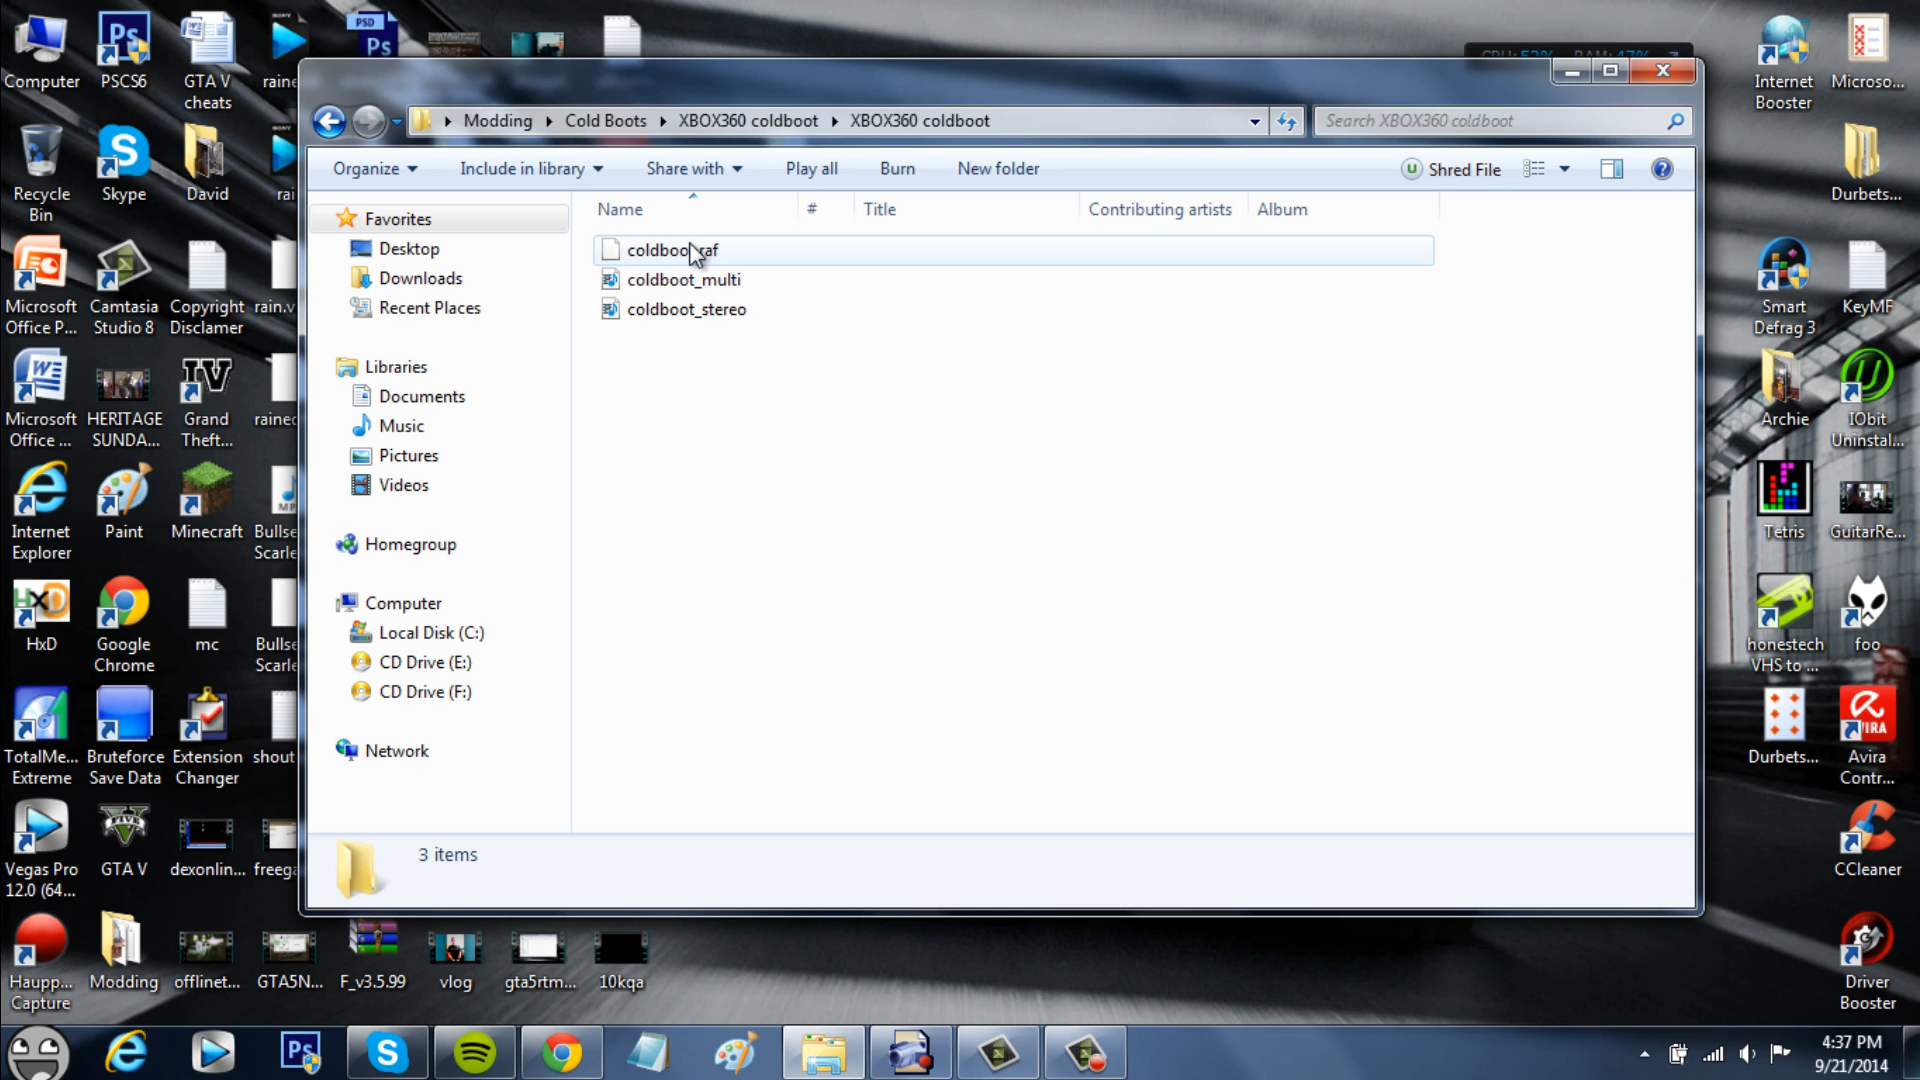 Computer
PSCS6
GTA V
cheats
Recycle
Bin
Skype
David
Microsoft
Office P...
Camtasia
Studio 8
Copyright
Disclamer
rain.v
Microsoft
Office ...
HERITAGE
SUNDA...
Grand
Theft...
Internet
Explorer
Paint
Minecraft
Bullse
Scarle
HxD
Google
Chrome
mc
Bullse
Scarle
TotalMe...
Extreme
Bruteforce
Save Data
Extension
Changer
shout
Vegas Pro
12.0 (64...
GTA V
dexonlin...
freega
Haupp...
Capture
Modding
offlinet...
GTA5N...
F_v3.5.99
vlog
gta5rtm...
10kqa
Modding
Cold Boots
XBOX360 coldboot
XBOX360 coldboot
Search XBOX360 coldboot
Organize
Include in library
Share with
Play all
Burn
New folder
Shred File
Name
#
Title
Contributing artists
Album
coldboot_multi
coldboot_stereo
Favorites
Desktop
Downloads
Recent Places
Libraries
Documents
Music
Pictures
Videos
Homegroup
Computer
Local Disk (C:)
CD Drive (E:)
CD Drive (F:)
Network
3 items
Internet
Booster
Microso...
Durbets...
Smart
Defrag 3
KeyMF
Archie
IObit
Uninstal...
Tetris
GuitarRe...
honestech
VHS to ...
foo
Durbets...
Avira
Contr...
CCleaner
Driver
Booster
4:37 PM
9/21/2014